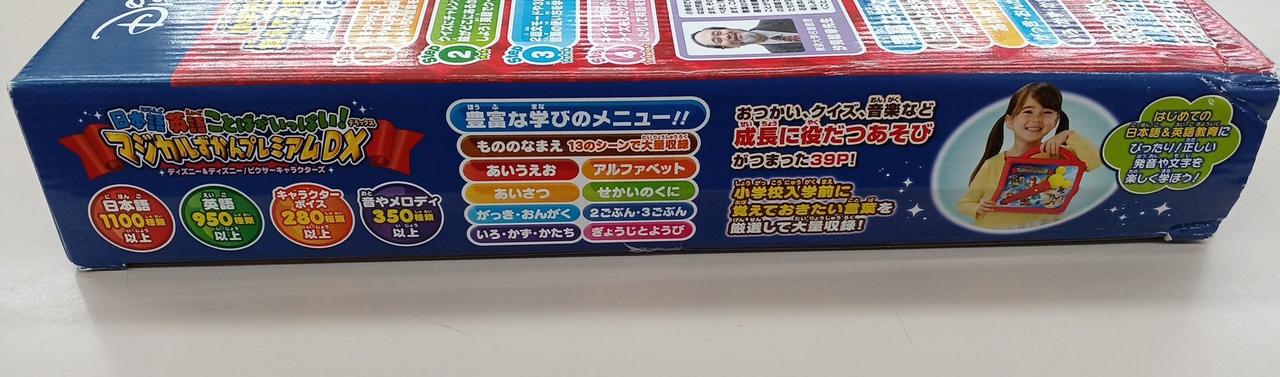 Disney
日本語 英語 ことばがいっぱい！
マジカルずかんプレミアムDX
デラックス
ディズニー&ディズニー/ピクサーキャラクターズ
日本語
1100種類
以上
英語
950種類
以上
キャラクター
ボイス
280種類
以上
音やメロディ
350種類
以上
豊富な学びのメニュー!!
もののなまえ 13のシーンで大量収録
あいうえお
アルファベット
あいさつ
せかいのくに
がっき・おんがく
2ごぶん・3ごぶん
いろ・かず・かたち
ぎょうじとようび
おつかい、クイズ、音楽など
成長に役だつあそび
がつまった39P!
小学校入学前に
覚えておきたい言葉を
厳選して大量収録!
はじめての
日本語&英語教育に
ぴったり!正しい
発音や文字を
楽しく学ぼう!